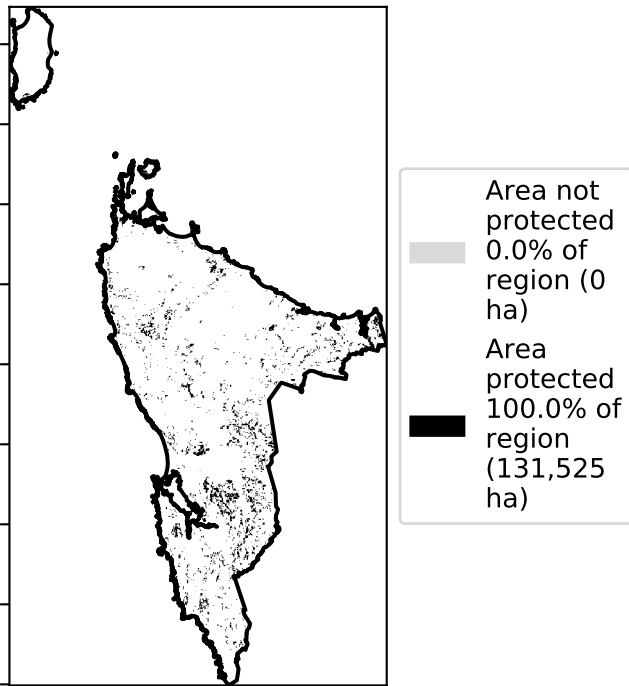 Area not
protected
0.0% of
region (0
ha)
Area
protected
100.0% of
region
(131,525
ha)